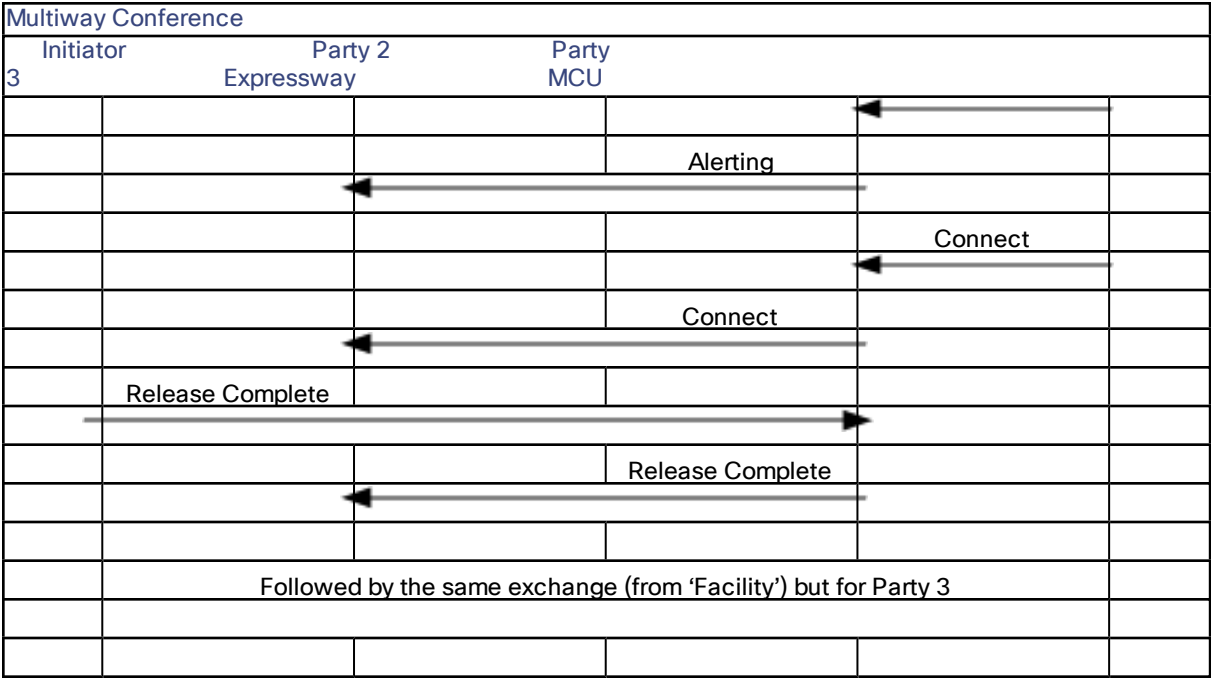 Multiway Conference
Initiator Party 2 Party
3 Expressway MCU
Alerting
Connect
Connect
Release Complete
Release Complete
Followed by the same exchange (from ‘Facility’) but for Party 3